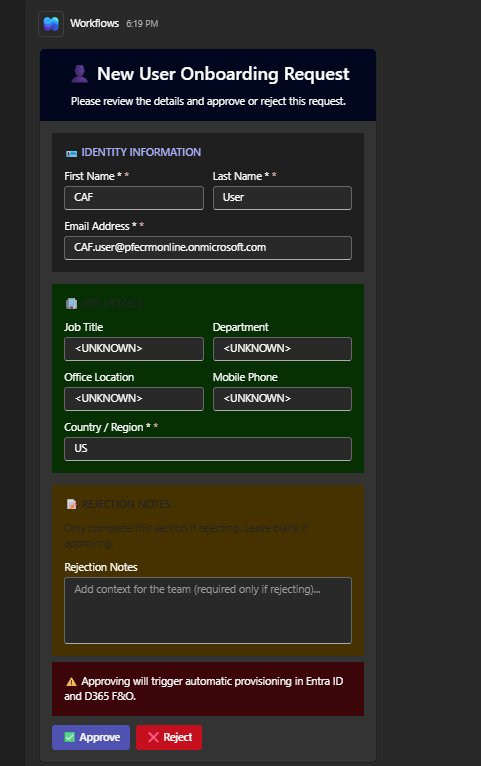 Workflows 6:19 PM
New User Onboarding Request
Please review the details and approve or reject this request.
IDENTITY INFORMATION
First Name * *
Last Name * *
CAF
User
Email Address * *
CAF.user@pfecrmonline.onmicrosoft.com
JOB DETAILS
Job Title
Department
<UNKNOWN>
<UNKNOWN>
Office Location
Mobile Phone
<UNKNOWN>
<UNKNOWN>
Country / Region * *
US
REJECTION NOTES
Only complete this section if rejecting. Leave blank if
approving.
Rejection Notes
Add context for the team (required only if rejecting)...
Approving will trigger automatic provisioning in Entra ID
and D365 F&O.
Approve
Reject